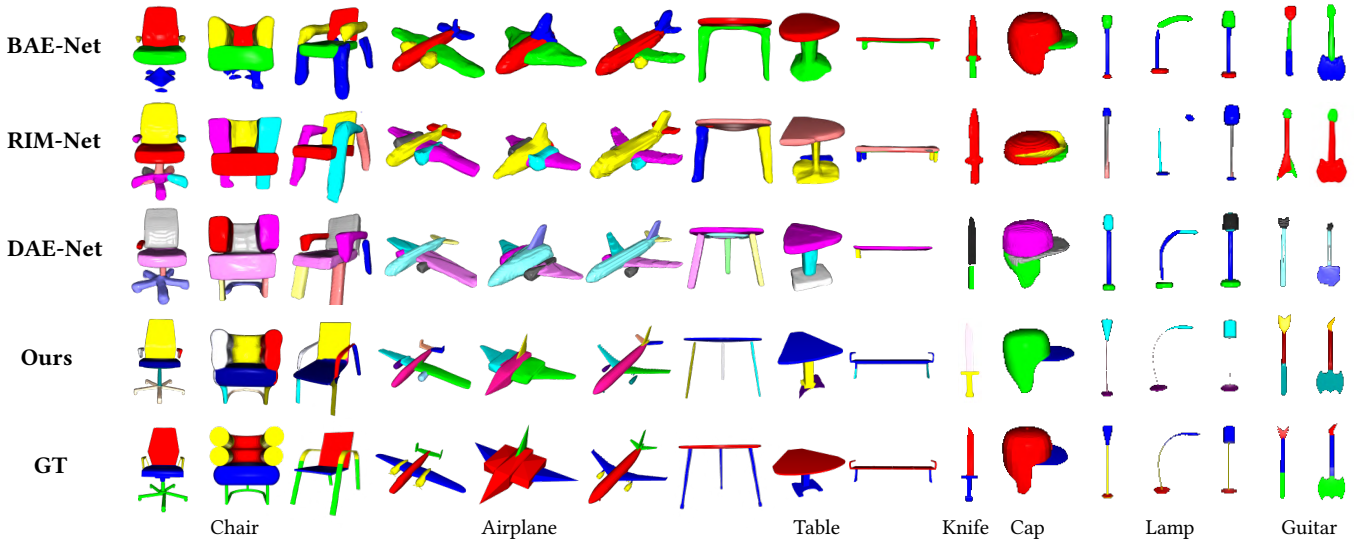 BAE-Net
RIM-Net
DAE-Net
Ours
GT
Chair Airplane Table Knife Cap Lamp Guitar